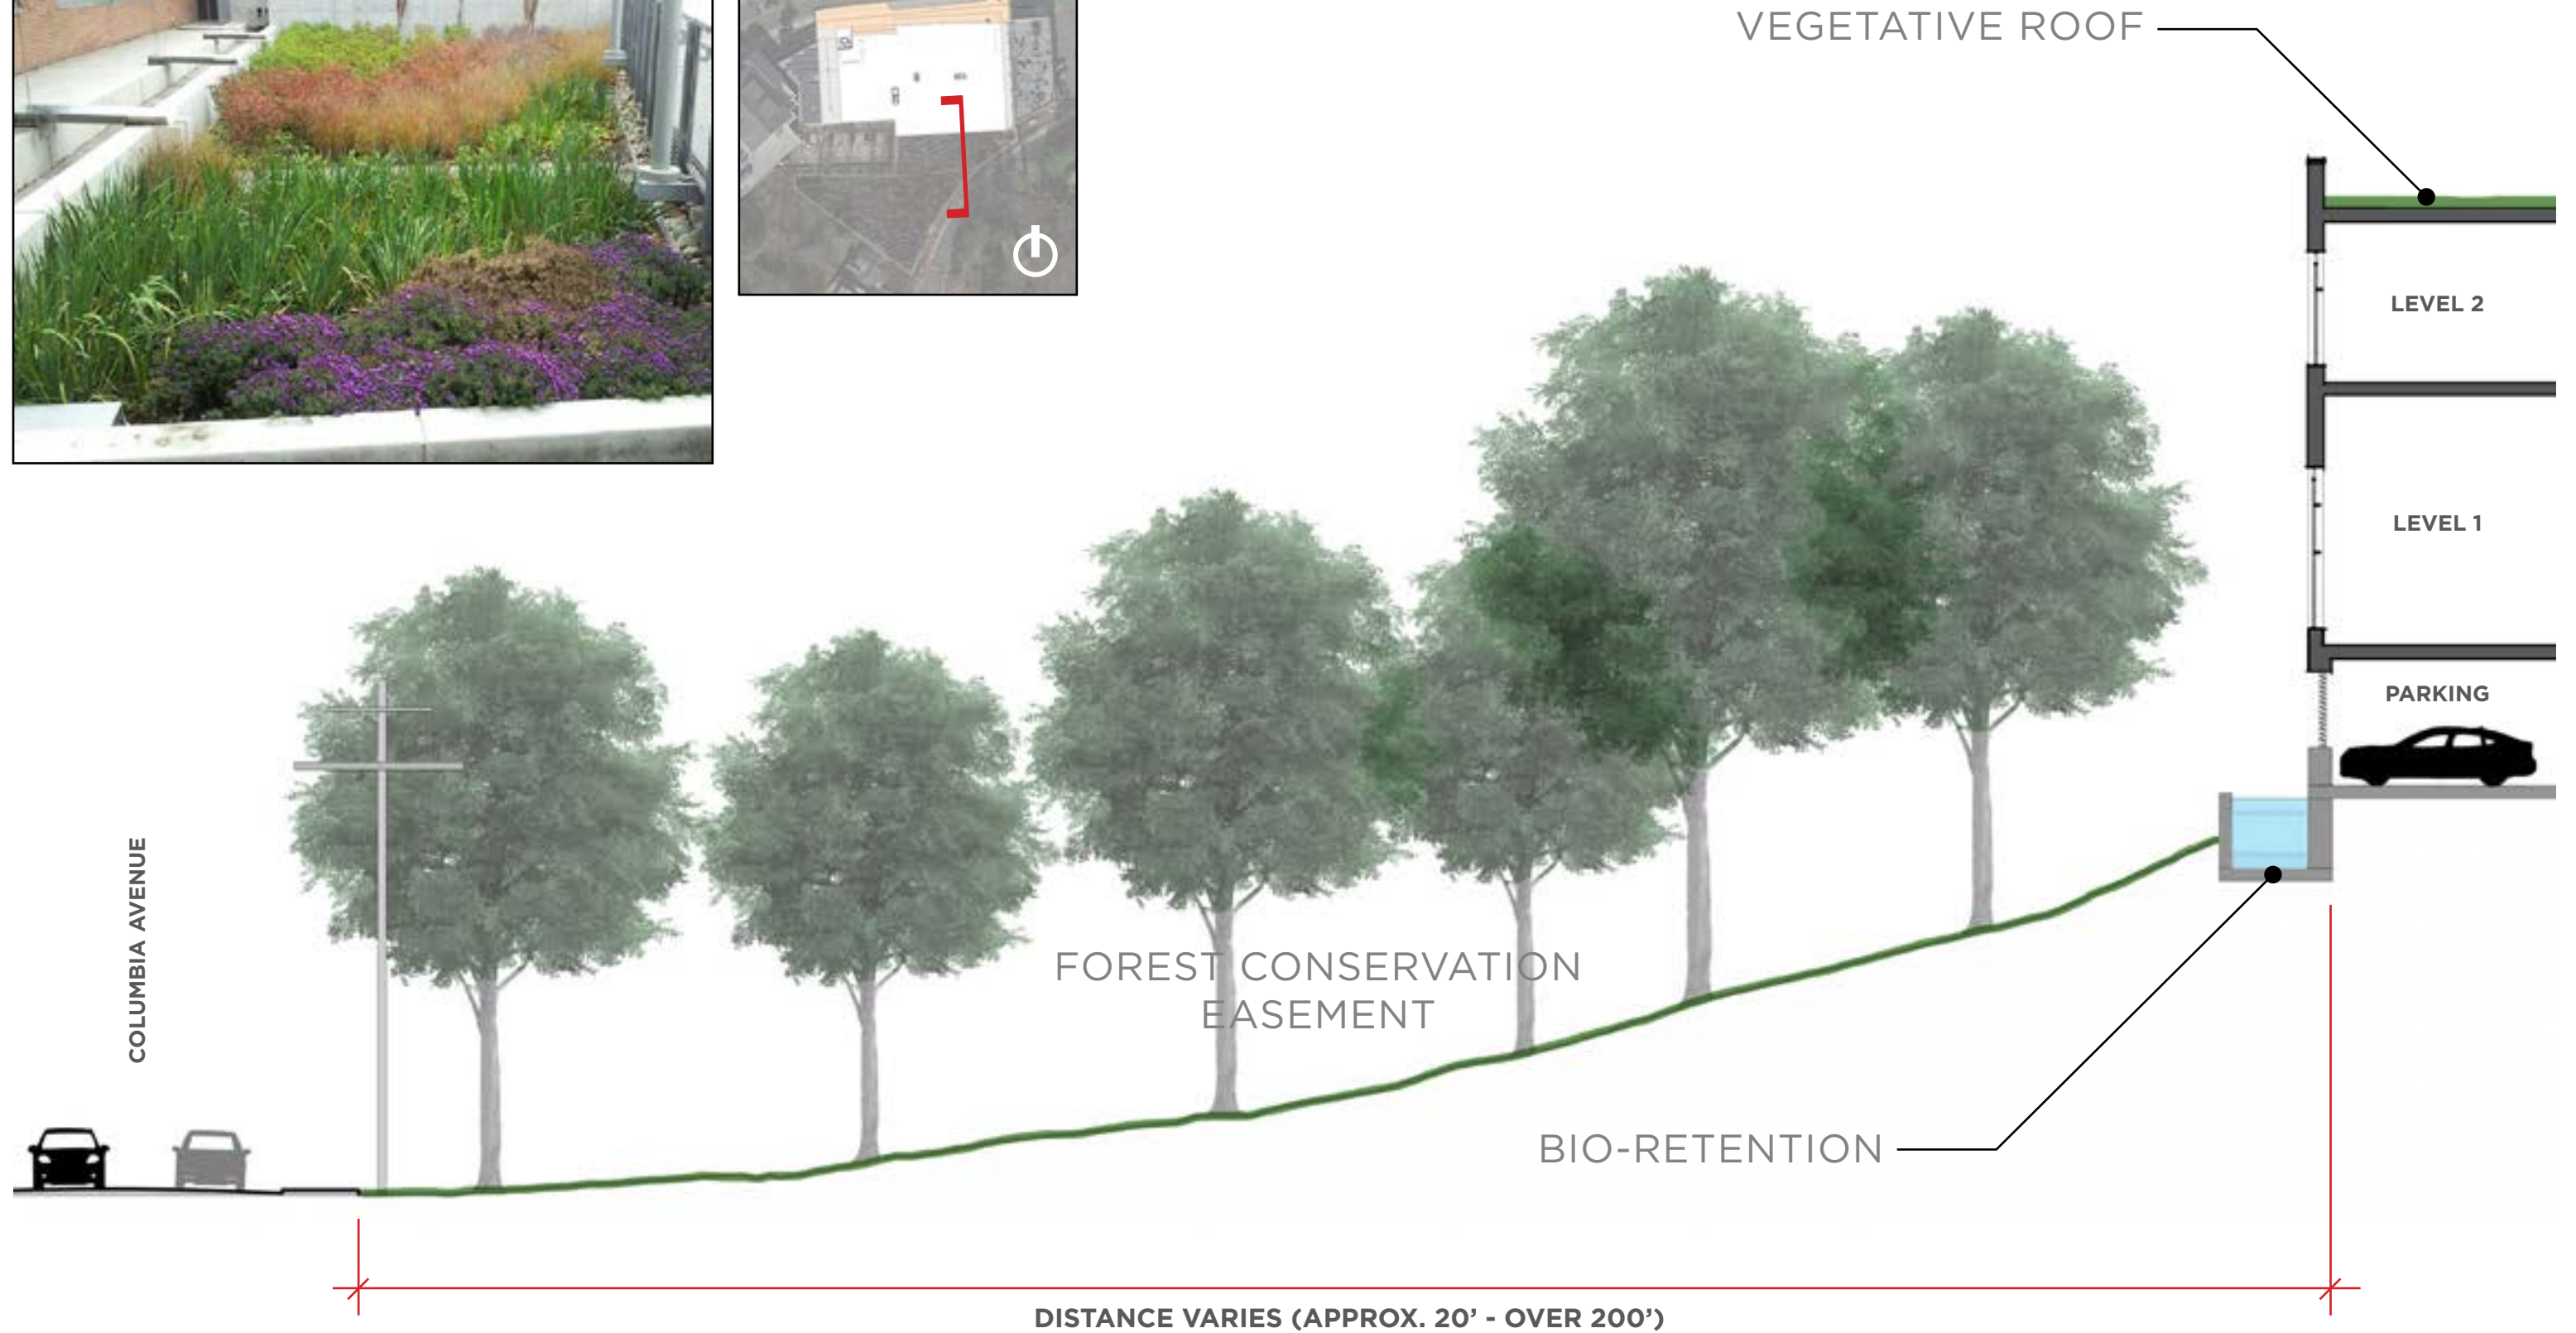 VEGETATIVE ROOF
LEVEL 2
LEVEL 1
PARKING
COLUMBIA AVENUE
FOREST CONSERVATION
EASEMENT
BIO-RETENTION
DISTANCE VARIES (APPROX. 20’ - OVER 200’)